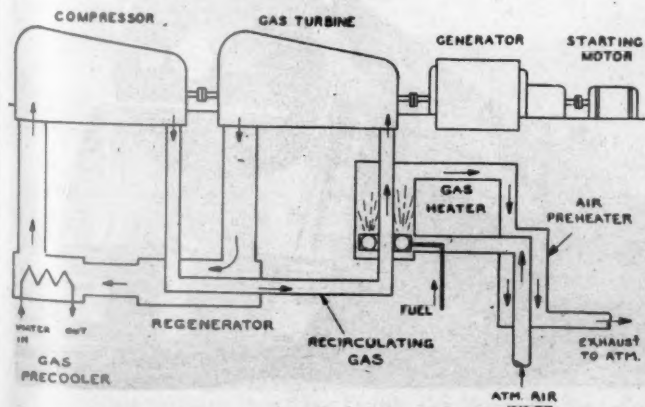 COMPRESSOR
GAS TURBINE
GENERATOR
STARTING
MOTOR
GAS
HEATER
AIR
PREHEATER
WATER
IN
OUT
REGENERATOR
FUEL
RECIRCULATING
GAS
EXHAUST
TO ATM.
GAS
PRECOOLER
ATM. AIR